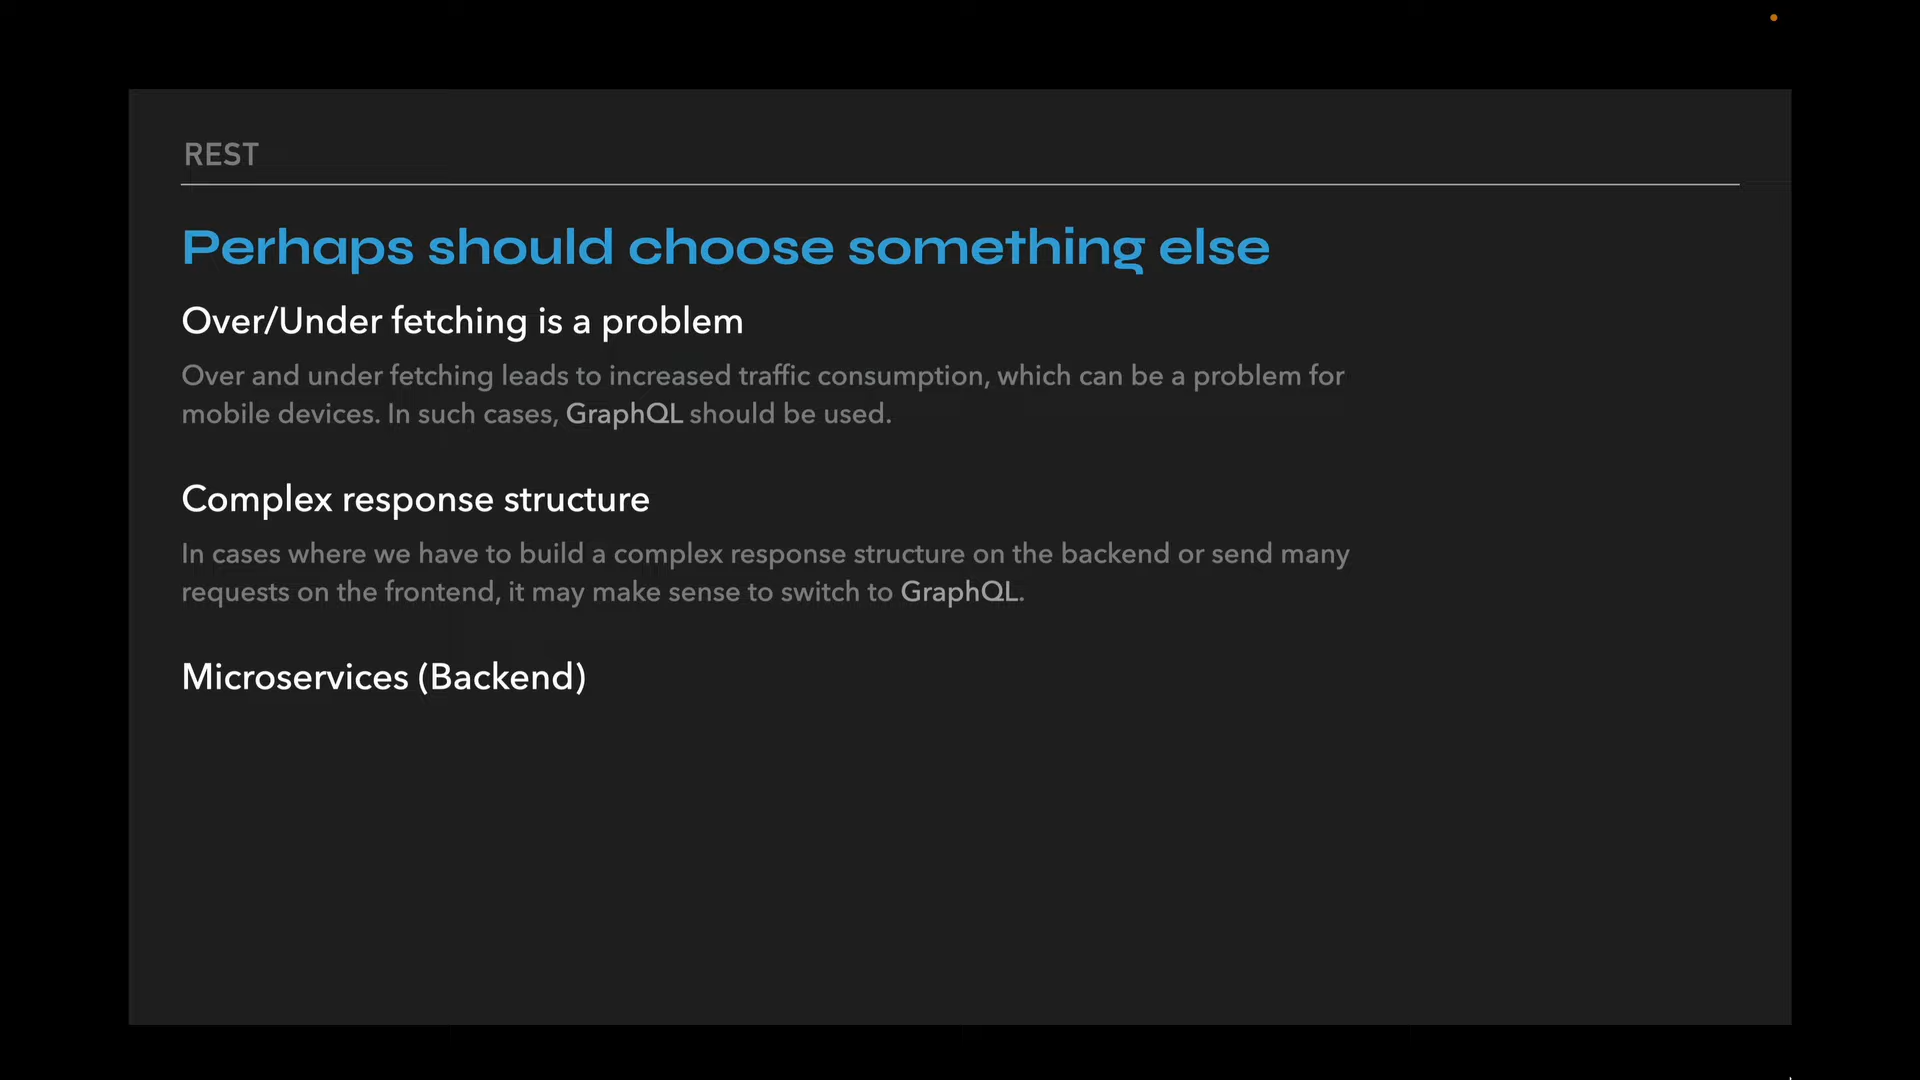 REST
Perhaps should choose something else
Over/Under fetching is a problem
Over and under fetching leads to increased traffic consumption, which can be a problem for
mobile devices. In such cases, GraphQL should be used.
Complex response structure
In cases where we have to build a complex response structure on the backend or send many
requests on the frontend, it may make sense to switch to GraphQL.
Microservices (Backend)